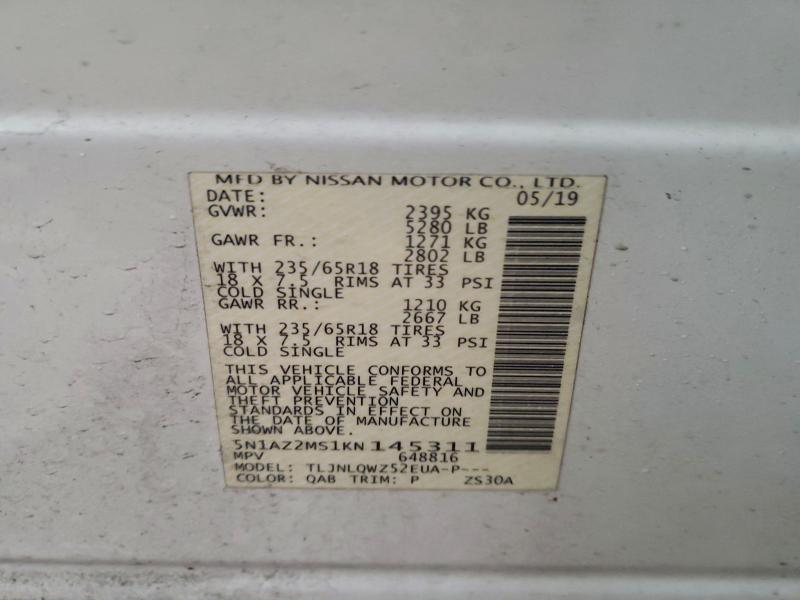 MFD BY NISSAN MOTOR CO., LTD.
DATE: 05/19
GVWR: 2395 KG
5280 LB
GAWR FR.: 1271 KG
2802 LB
WITH 235/65R18 TIRES
18 X 7.5 RIMS AT 33 PSI
COLD SINGLE
GAWR RR.: 1210 KG
2667 LB
WITH 235/65R18 TIRES
18 X 7.5 RIMS AT 33 PSI
COLD SINGLE
THIS VEHICLE CONFORMS TO
ALL APPLICABLE FEDERAL
MOTOR VEHICLE SAFETY AND
THEFT PREVENTION
STANDARDS IN EFFECT ON
THE DATE OF MANUFACTURE
SHOWN ABOVE.
5N1AZ2MS1KN145311
MPV 648816
MODEL: TLJNLQWZ52EUA-P---
COLOR: QAB TRIM: P ZS30A